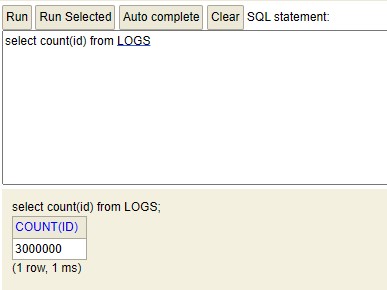 Run Run Selected Auto complete Clear SQL statement:
select count(id) from LOGS
select count(id) from LOGS;
COUNT(ID)
3000000
(1 row, 1 ms)